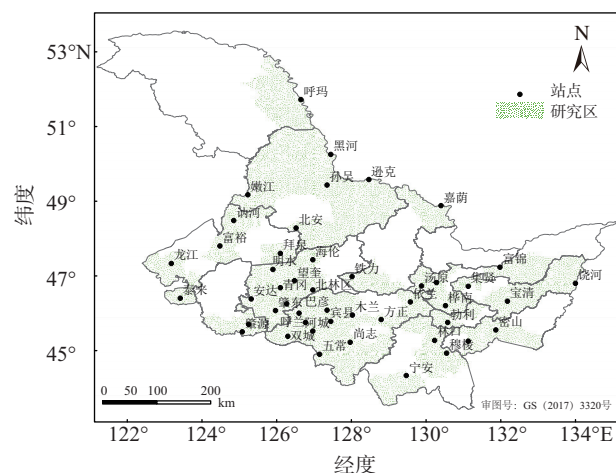 53°N
N
呼玛
站点
研究区
51°
黑河
孙吴
逊克
纬度
49°
嫩江
嘉荫
讷河
北安
富裕
拜泉
海伦
龙江
明水
富锦
铁力
饶河
47°
望奎
汤原
集贤
泰来
青冈
北林区
宝清
安达
依兰
桦南
肇东
巴彦
宾县
木兰
方正
勃利
肇源
呼兰
阿城
密山
45°
双城
尚志
林口
穆棱
五常
宁安
0 50 100 200
km
审图号：GS（2017）3320号
122° 124° 126° 128° 130° 132° 134°E
经度